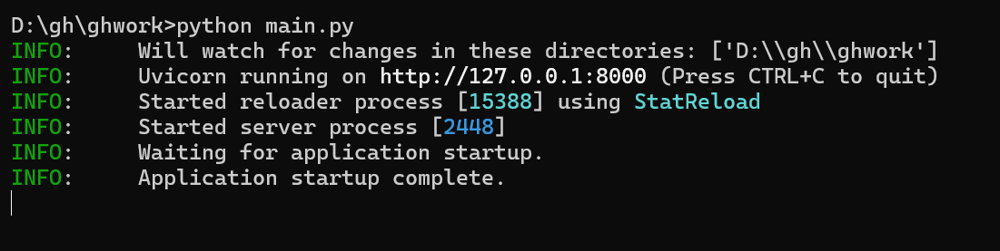 D:\gh\ghwork>python main.py
INFO:     Will watch for changes in these directories: ['D:\\gh\\ghwork']
INFO:     Uvicorn running on http://127.0.0.1:8000 (Press CTRL+C to quit)
INFO:     Started reloader process [15388] using StatReload
INFO:     Started server process [2448]
INFO:     Waiting for application startup.
INFO:     Application startup complete.